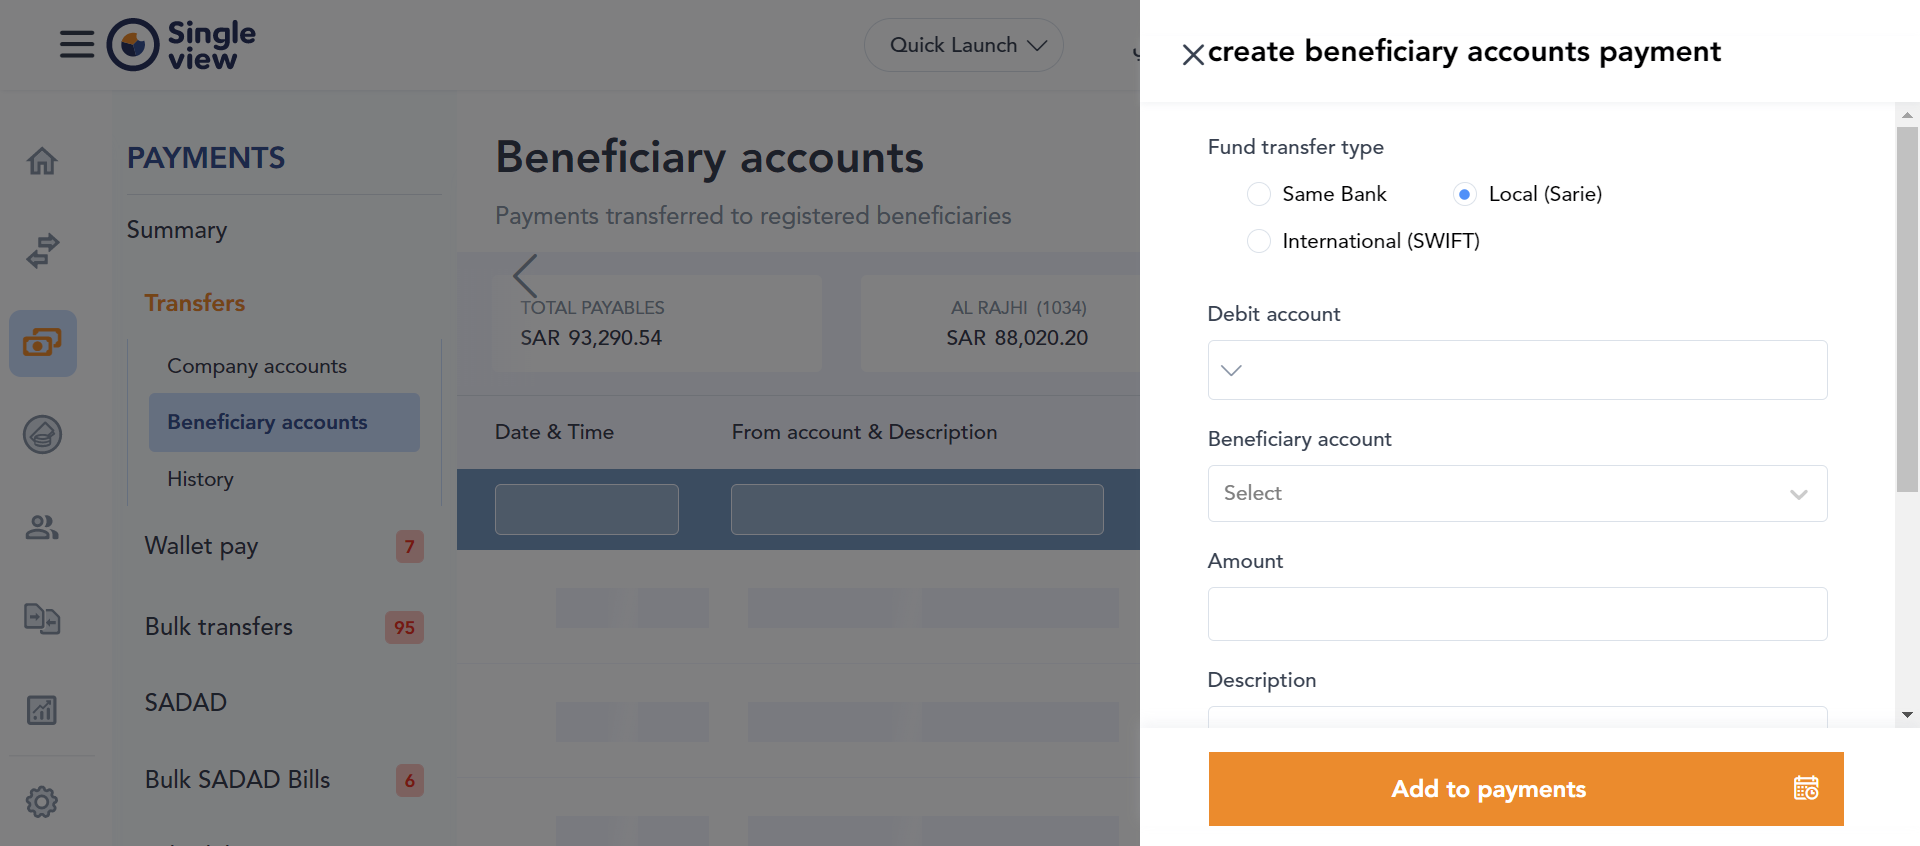 Single
view
Quick Launch
PAYMENTS
Summary
Transfers
Company accounts
Beneficiary accounts
History
Wallet pay 7
Bulk transfers 95
SADAD
Bulk SADAD Bills 6
Beneficiary accounts
Payments transferred to registered beneficiaries
TOTAL PAYABLES
SAR 93,290.54
AL RAJHI (1034)
SAR 88,020.20
Date & Time From account & Description
create beneficiary accounts payment
Fund transfer type
Same Bank Local (Sarie)
International (SWIFT)
Debit account
Beneficiary account
Select
Amount
Description
Add to payments